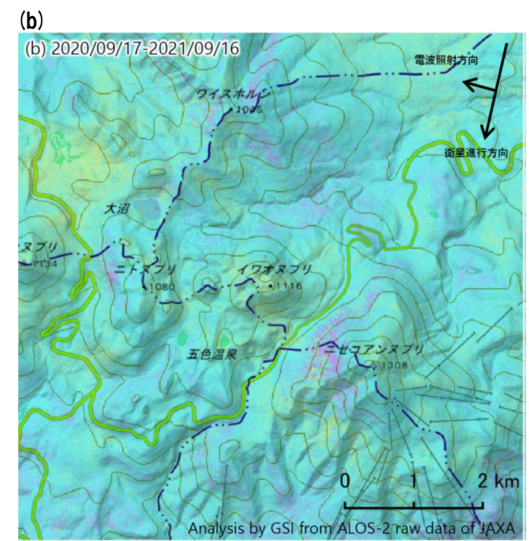 (b)
(b) 2020/09/17-2021/09/16
電波照射方向
ワイスホルン
1045
衛星進行方向
大沼
ヌプリ
1134
ニトヌプリ
1080
イワオヌプリ
1116
五色温泉
ニセコアンヌプリ
1308
0 1 2 km
Analysis by GSI from ALOS-2 raw data of JAXA